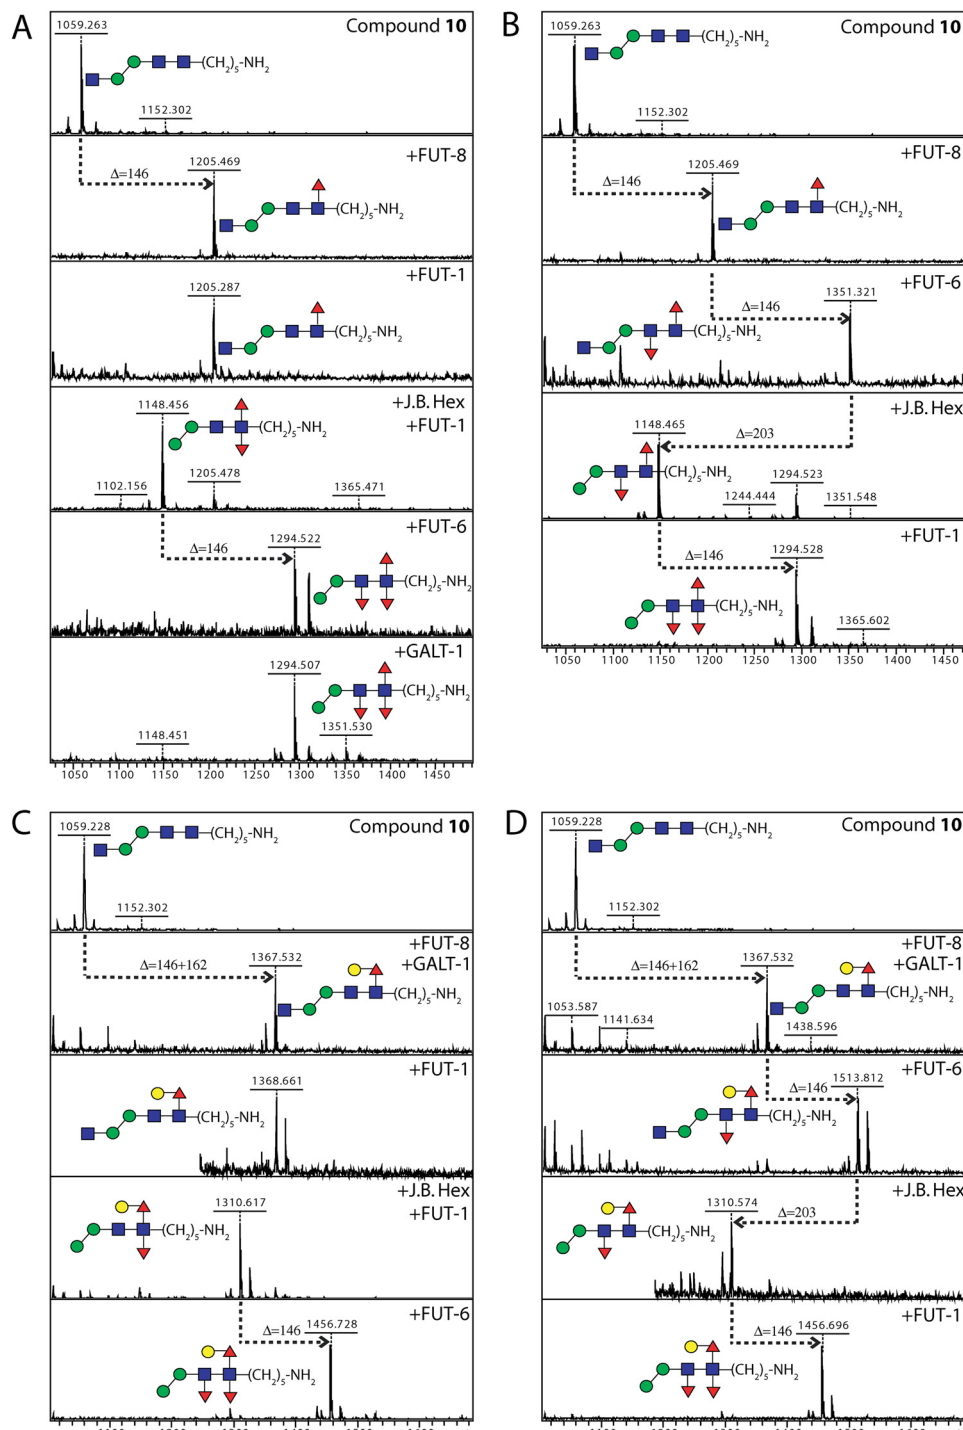 A
1059.263
Compound 10
(CH2)5-NH2
1152.302
+FUT-8
1205.469
Δ=146
(CH2)5-NH2
+FUT-1
1205.287
(CH2)5-NH2
+J.B. Hex
+FUT-1
1148.456
(CH2)5-NH2
1102.156
1205.478
1365.471
+FUT-6
1294.522
Δ=146
(CH2)5-NH2
+GALT-1
1294.507
(CH2)5-NH2
1351.530
1148.451
1050 1100 1150 1200 1250 1300 1350 1400 1450
B
1059.263
Compound 10
(CH2)5-NH2
1152.302
+FUT-8
1205.469
Δ=146
(CH2)5-NH2
+FUT-6
1351.321
Δ=146
(CH2)5-NH2
+J.B. Hex
1148.465
Δ=203
(CH2)5-NH2
1294.523
1244.444
1351.548
+FUT-1
1294.528
Δ=146
(CH2)5-NH2
1365.602
1050 1100 1150 1200 1250 1300 1350 1400 1450
C
1059.228
Compound 10
(CH2)5-NH2
1152.302
+FUT-8
+GALT-1
1367.532
Δ=146+162
(CH2)5-NH2
+FUT-1
1368.661
(CH2)5-NH2
+J.B. Hex
+FUT-1
1310.617
(CH2)5-NH2
+FUT-6
1456.728
Δ=146
(CH2)5-NH2
D
1059.228
Compound 10
(CH2)5-NH2
1152.302
+FUT-8
+GALT-1
1367.532
Δ=146+162
(CH2)5-NH2
1053.587
1141.634
1438.596
+FUT-6
1513.812
Δ=146
(CH2)5-NH2
+J.B. Hex
1310.574
Δ=203
(CH2)5-NH2
+FUT-1
1456.696
Δ=146
(CH2)5-NH2